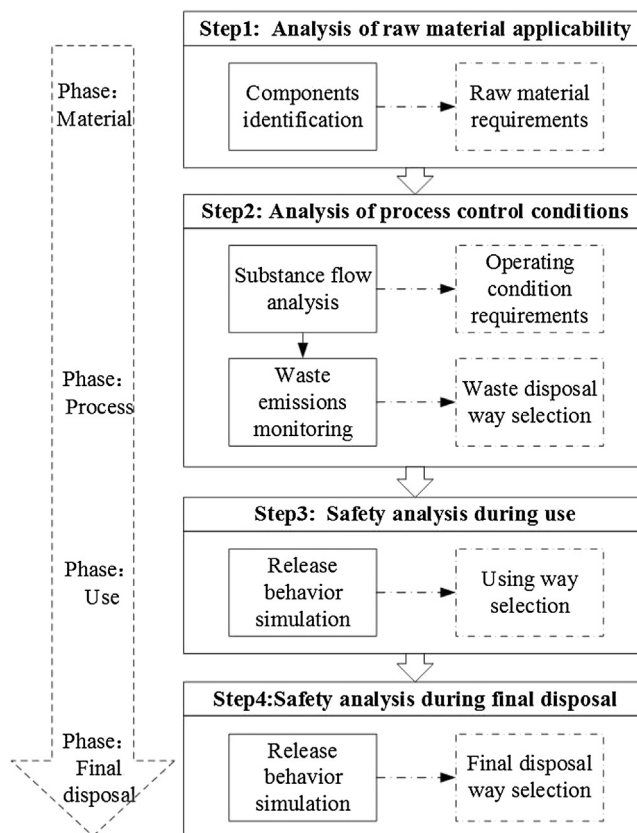 Step1:  Analysis of raw material applicability
Phase：
Material
Components
identification
Raw material
requirements
Step2: Analysis of process control conditions
Substance flow
analysis
Operating
condition
requirements
Phase：
Process
Waste
emissions
monitoring
Waste disposal
way selection
Step3:  Safety analysis during use
Phase：
Use
Release
behavior
simulation
Using way
selection
Step4:Safety analysis during final disposal
Phase：
Final
disposal
Release
behavior
simulation
Final disposal
way selection